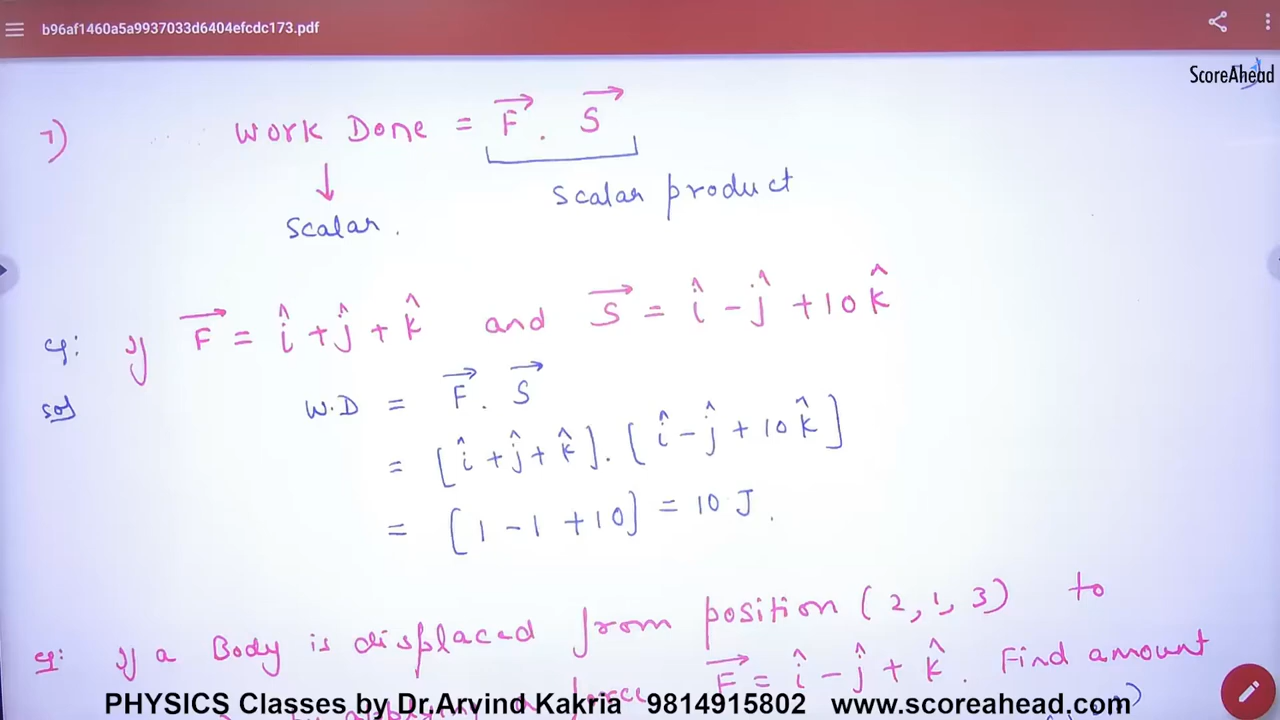 b96af1460a5a9937033d6404efcdc173.pdf
ScoreAhead
7) Work Done = F⃗ . S⃗
Scalar product
Scalar .
eg: If F⃗ = î + ĵ + k̂ and S⃗ = î - ĵ + 10 k̂
sol W.D = F⃗ . S⃗
= [î + ĵ + k̂] . [î - ĵ + 10 k̂]
= [1 - 1 + 10] = 10 J .
eg: If a Body is displaced from position (2, 1, 3) to
F⃗ = î - ĵ + k̂ . Find amount
PHYSICS Classes by Dr.Arvind Kakria 9814915802 www.scoreahead.com